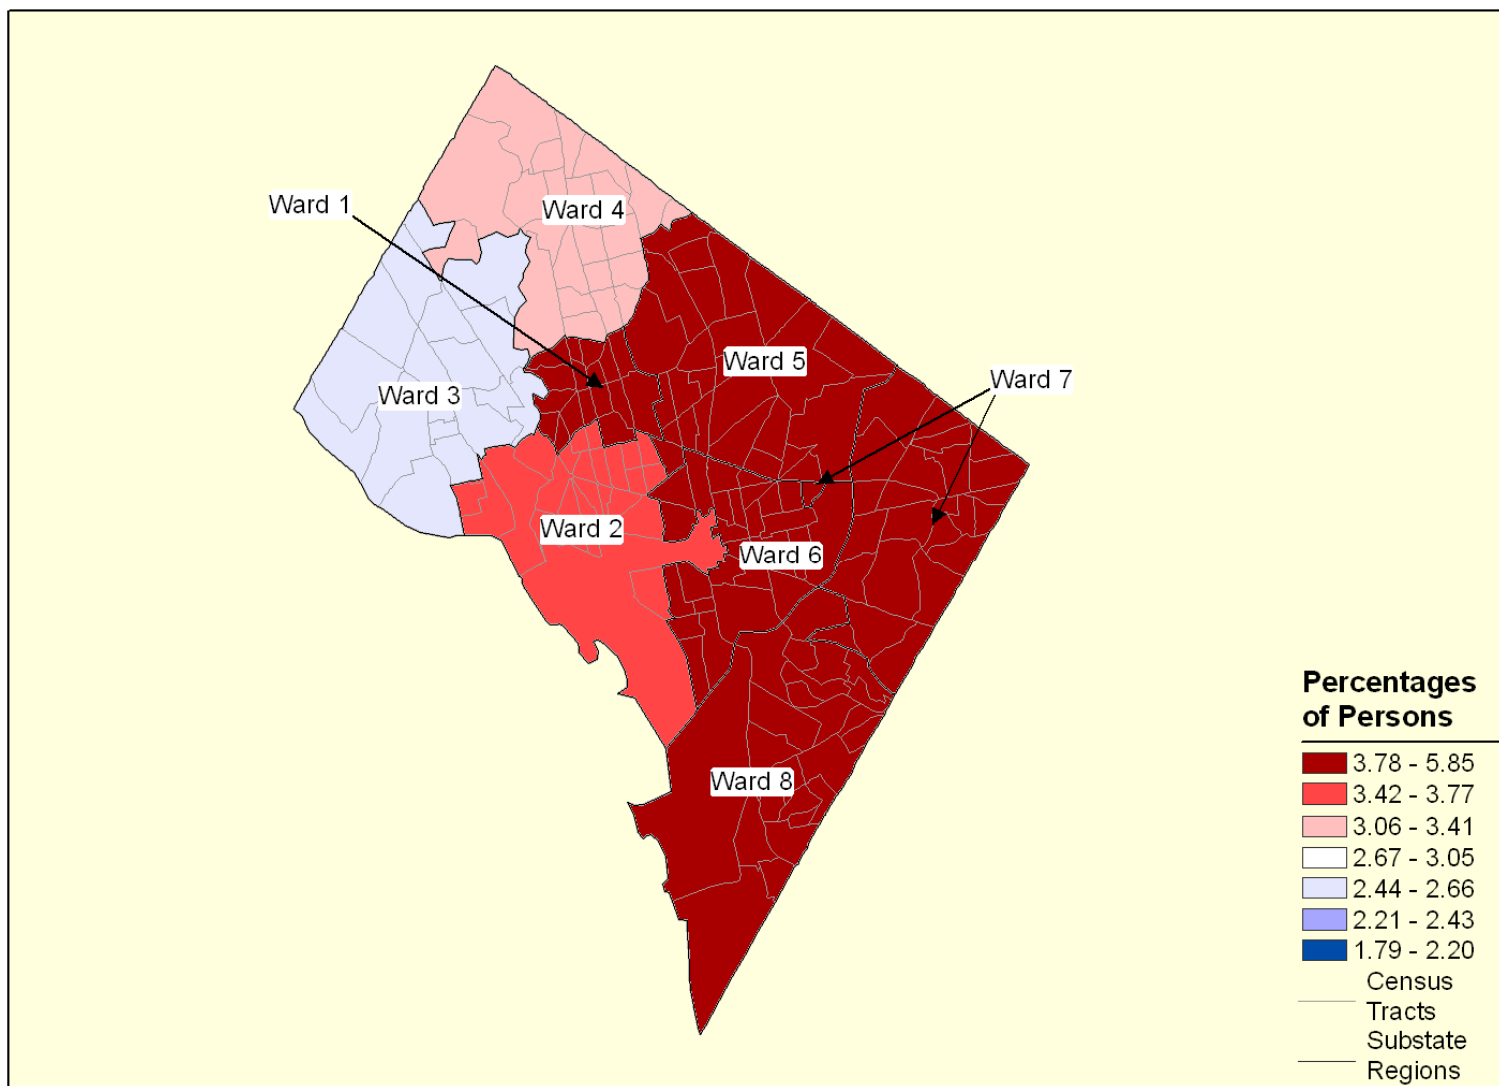 Ward 1
Ward 4
Ward 5
Ward 7
Ward 3
Ward 2
Ward 6
Ward 8
Percentages
of Persons
3.78 - 5.85
3.42 - 3.77
3.06 - 3.41
2.67 - 3.05
2.44 - 2.66
2.21 - 2.43
1.79 - 2.20
Census
Tracts
Substate
Regions